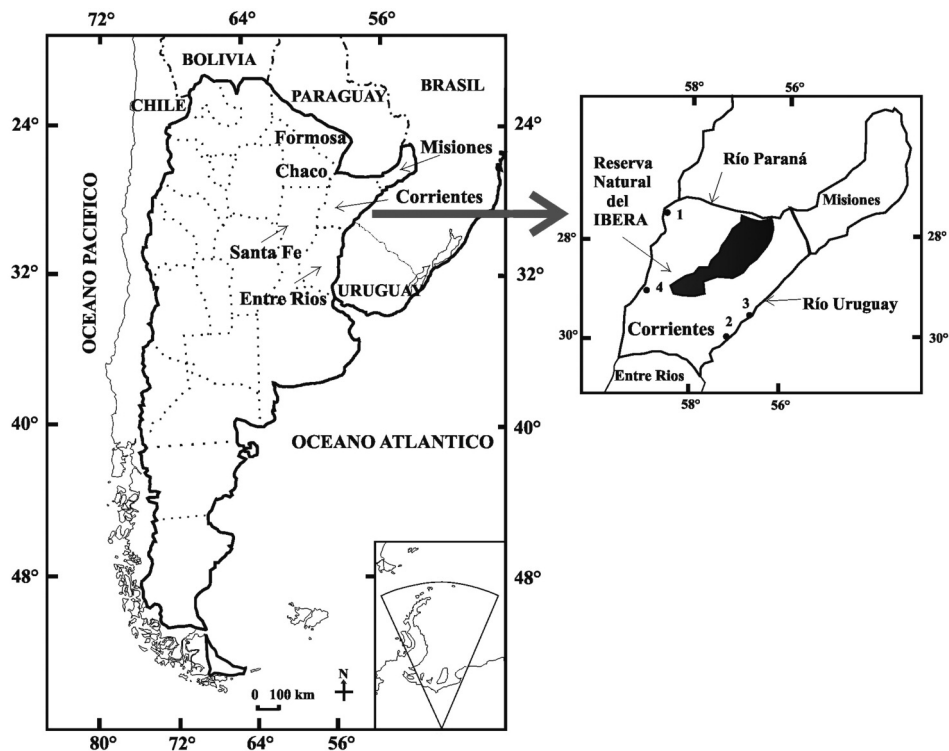 72°
64°
56°
BOLIVIA
BRASIL
CHILE
PARAGUAY
24°
24°
Formosa
Misiones
Chaco
Corrientes
Santa Fe
32°
32°
Entre Rios
URUGUAY
OCEANO PACIFICO
40°
40°
OCEANO ATLANTICO
48°
48°
0 100 km
N
80°
72°
64°
56°
58°
56°
Reserva
Natural
del
IBERA
Río Paraná
Misiones
1
28°
28°
4
3
Río Uruguay
Corrientes
2
30°
30°
Entre Rios
58°
56°